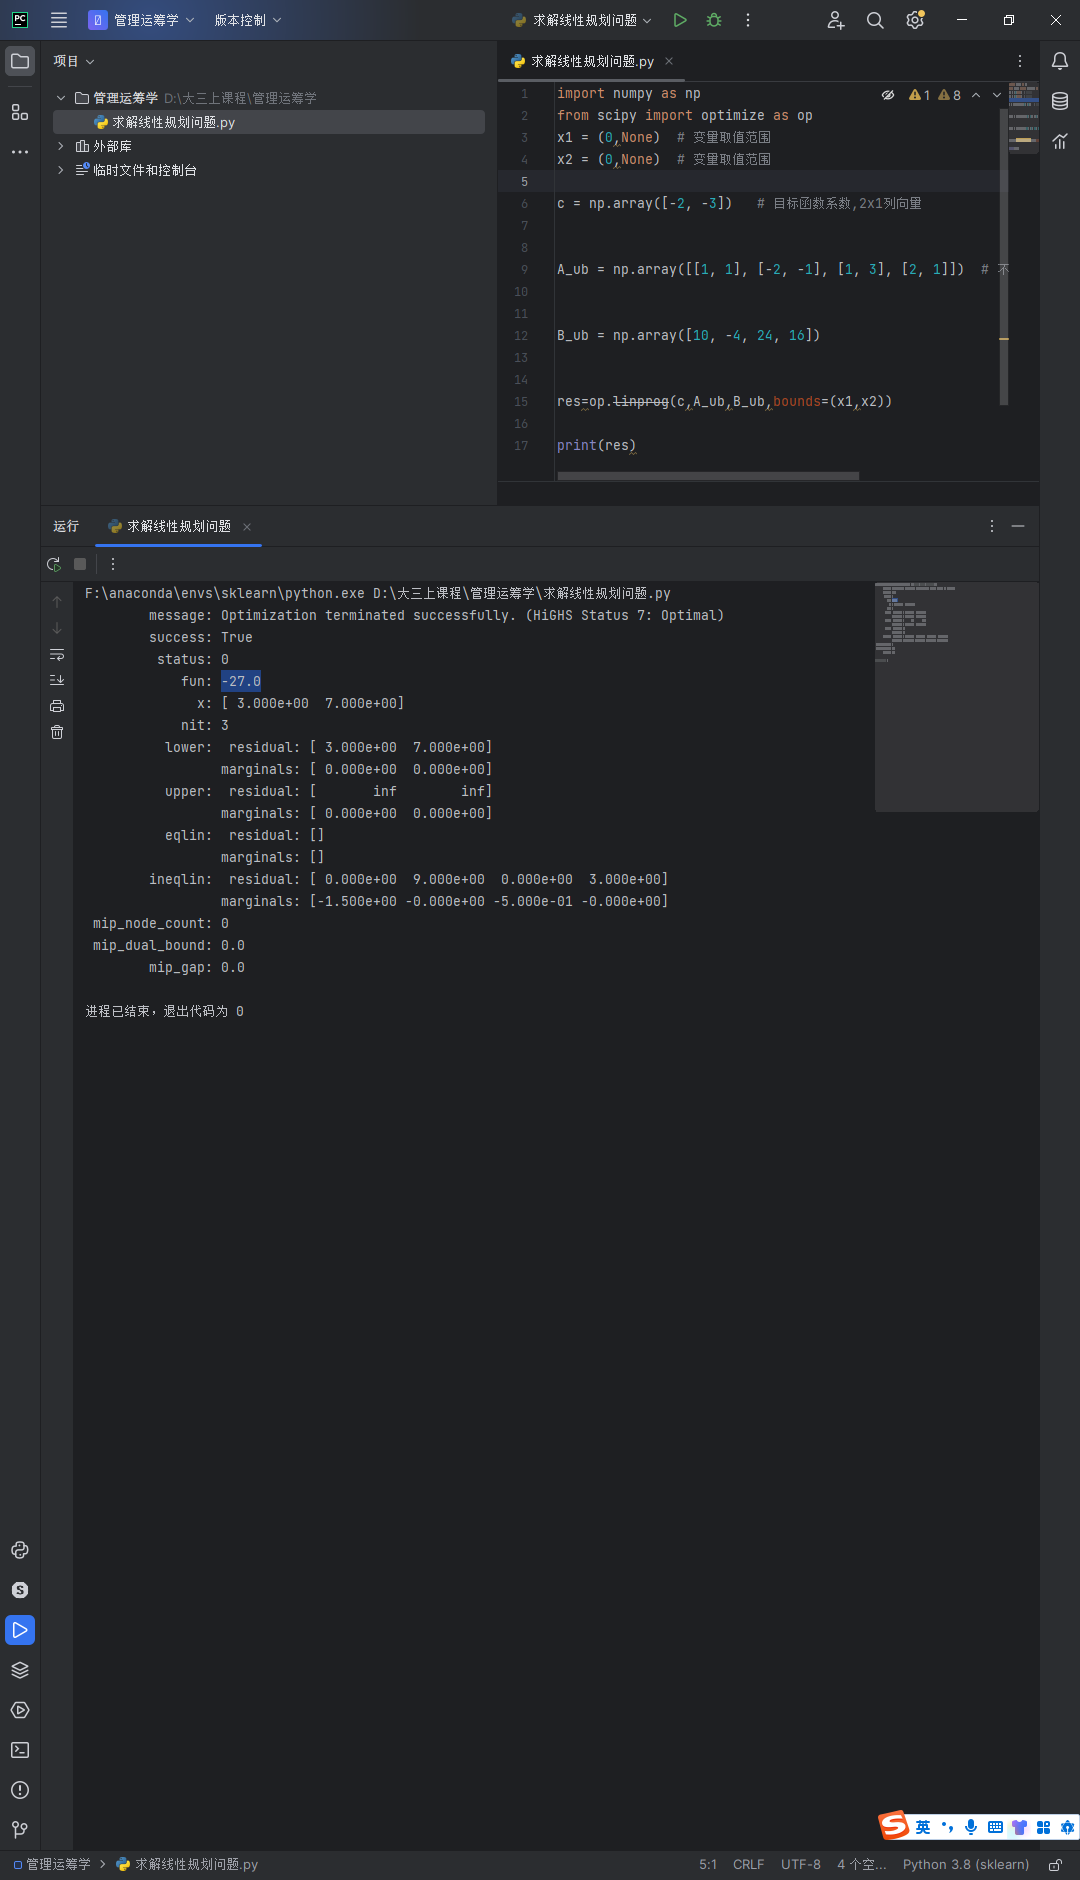 PC 管理运筹学 版本控制 求解线性规划问题
项目
管理运筹学 D:\大三上课程\管理运筹学
求解线性规划问题.py
外部库
临时文件和控制台
求解线性规划问题.py
1 8
1 import numpy as np
2 from scipy import optimize as op
3 x1 = (0,None)  # 变量取值范围
4 x2 = (0,None)  # 变量取值范围
5
6 c = np.array([-2, -3])   # 目标函数系数,2x1列向量
7
8
9 A_ub = np.array([[1, 1], [-2, -1], [1, 3], [2, 1]])  # 不
10
11
12 B_ub = np.array([10, -4, 24, 16])
13
14
15 res=op.linprog(c,A_ub,B_ub,bounds=(x1,x2))
16
17 print(res)
运行 求解线性规划问题
F:\anaconda\envs\sklearn\python.exe D:\大三上课程\管理运筹学\求解线性规划问题.py
message: Optimization terminated successfully. (HiGHS Status 7: Optimal)
success: True
status: 0
fun: -27.0
x: [ 3.000e+00  7.000e+00]
nit: 3
lower:  residual: [ 3.000e+00  7.000e+00]
marginals: [ 0.000e+00  0.000e+00]
upper:  residual: [       inf        inf]
marginals: [ 0.000e+00  0.000e+00]
eqlin:  residual: []
marginals: []
ineqlin:  residual: [ 0.000e+00  9.000e+00  0.000e+00  3.000e+00]
marginals: [-1.500e+00 -0.000e+00 -5.000e-01 -0.000e+00]
mip_node_count: 0
mip_dual_bound: 0.0
mip_gap: 0.0
进程已结束，退出代码为 0
S 英
管理运筹学 > 求解线性规划问题.py 5:1 CRLF UTF-8 4 个空... Python 3.8 (sklearn)